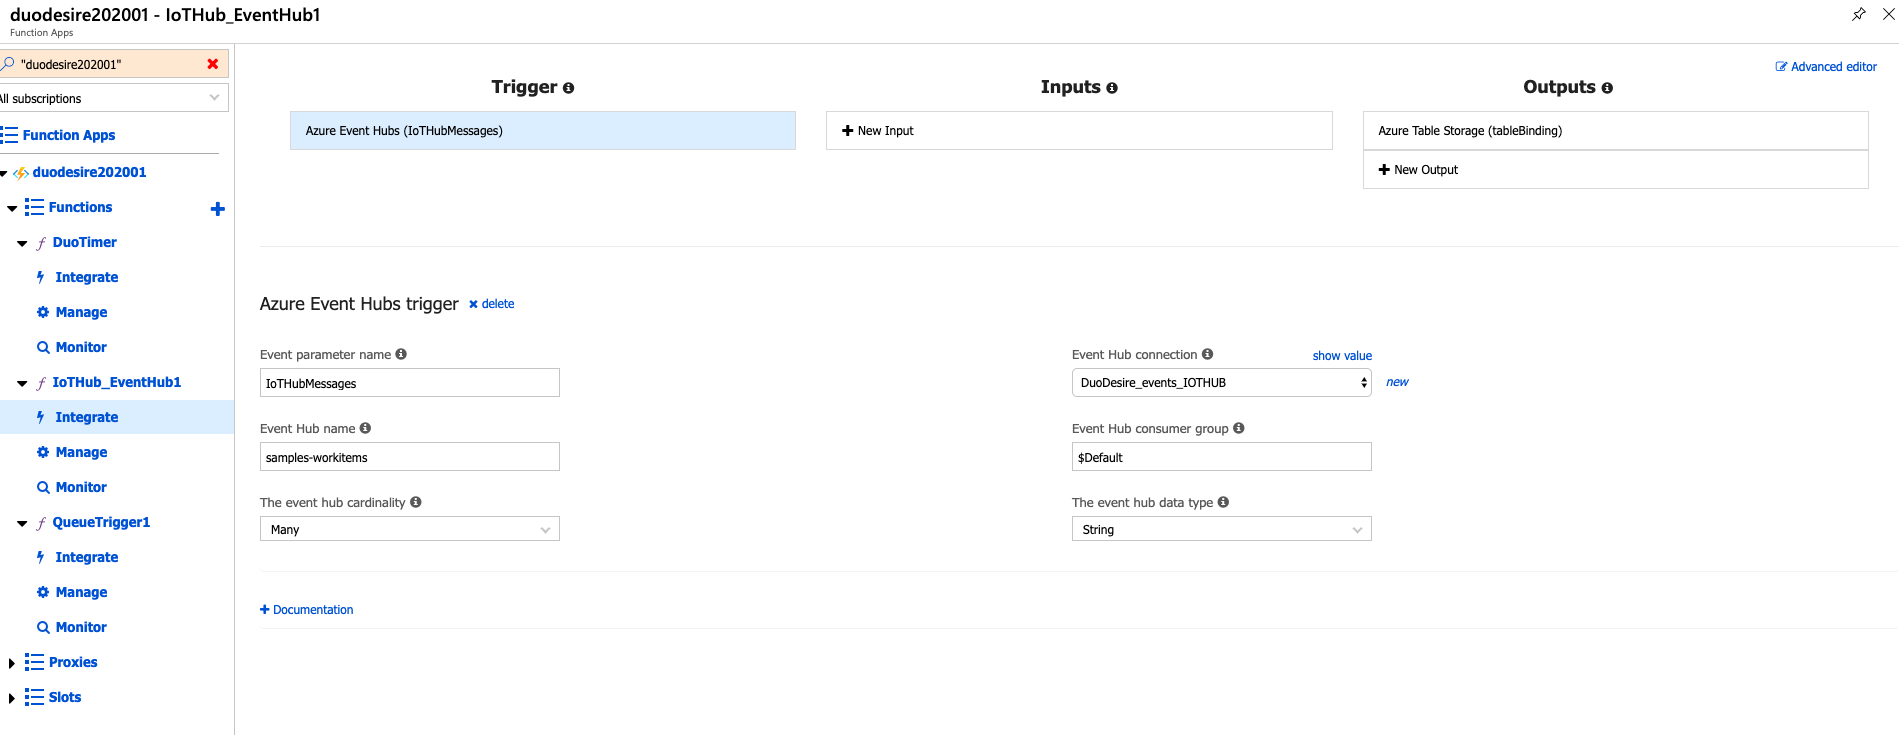 duodesire202001 - IoTHub_EventHub1
Function Apps
"duodesire202001"
All subscriptions
Function Apps
duodesire202001
Functions
DuoTimer
Integrate
Manage
Monitor
IoTHub_EventHub1
Integrate
Manage
Monitor
QueueTrigger1
Integrate
Manage
Monitor
Proxies
Slots
Advanced editor
Trigger
Azure Event Hubs (IoTHubMessages)
Inputs
New Input
Outputs
Azure Table Storage (tableBinding)
New Output
Azure Event Hubs trigger delete
Event parameter name
IoTHubMessages
Event Hub connection show value
DuoDesire_events_IOTHUB new
Event Hub name
samples-workitems
Event Hub consumer group
$Default
The event hub cardinality
Many
The event hub data type
String
Documentation